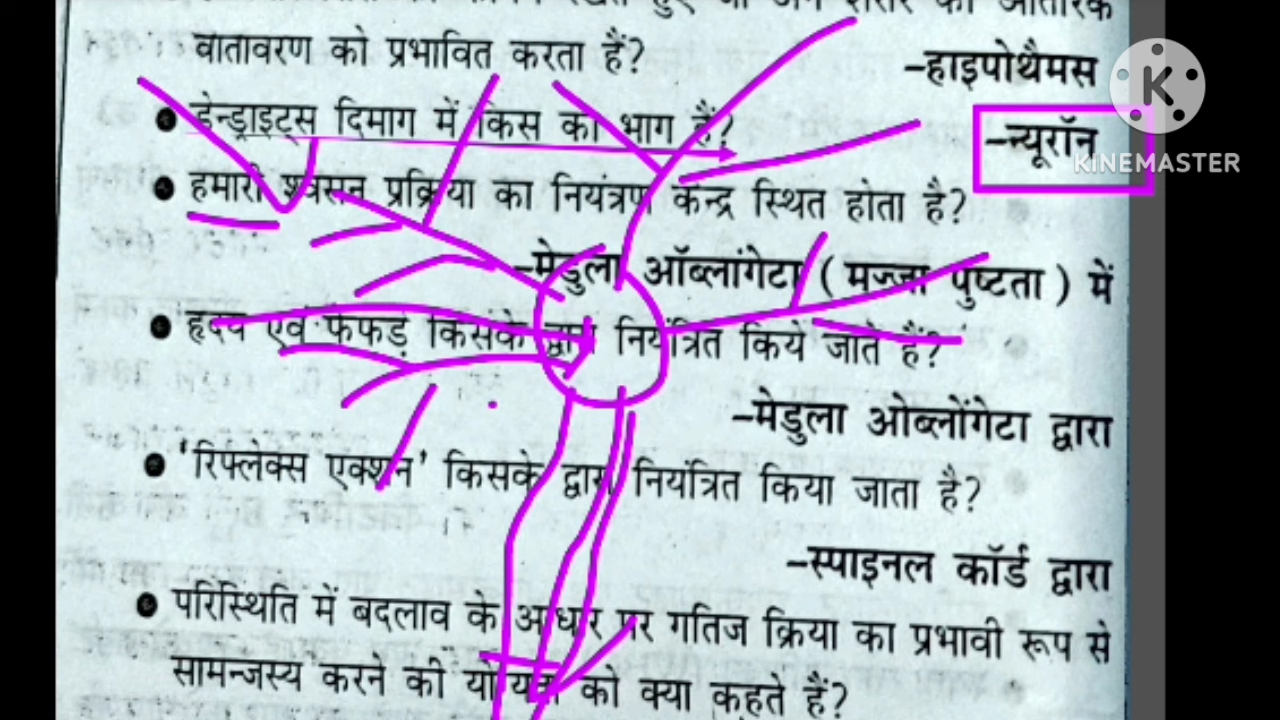 वातावरण को प्रभावित करता हैं?
–हाइपोथैमस
डेन्ड्राइट्स दिमाग में किस का भाग हैं?
–न्यूरॉन
हमारी श्वसन प्रक्रिया का नियंत्रण केन्द्र स्थित होता है?
–मेडुला ऑब्लांगेटा ( मज्जा पुष्टता ) में
हृदय एवं फेफड़े किसके द्वारा नियंत्रित किये जाते हैं?
–मेडुला ओब्लोंगेटा द्वारा
'रिफ्लेक्स एक्शन' किसके द्वारा नियंत्रित किया जाता है?
–स्पाइनल कॉर्ड द्वारा
परिस्थिति में बदलाव के आधार पर गतिज क्रिया का प्रभावी रूप से
सामन्जस्य करने की योग्यता को क्या कहते हैं?
K
KINEMASTER